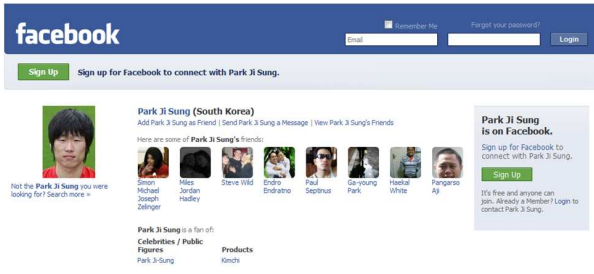 facebook
Remember Me
Forgot your password?
Email
Login
Sign Up
Sign up for Facebook to connect with Park Ji Sung.
Park Ji Sung (South Korea)
Add Park Ji Sung as Friend | Send Park Ji Sung a Message | View Park Ji Sung's Friends
Here are some of Park Ji Sung's friends:
Simon
Michael
Joseph
Zelinger
Miles
Jordan
Hadley
Steve Wild
Endro
Endratno
Paul
Septinus
Ga-young
Park
Haekal
White
Pangarso
Aji
Not the Park Ji Sung you were
looking for? Search more »
Park Ji Sung is a fan of:
Celebrities / Public
Figures
Park Ji-Sung
Products
Kimchi
Park Ji Sung
is on Facebook.
Sign up for Facebook to
connect with Park Ji Sung.
Sign Up
It's free and anyone can
join. Already a Member? Login to
contact Park Ji Sung.